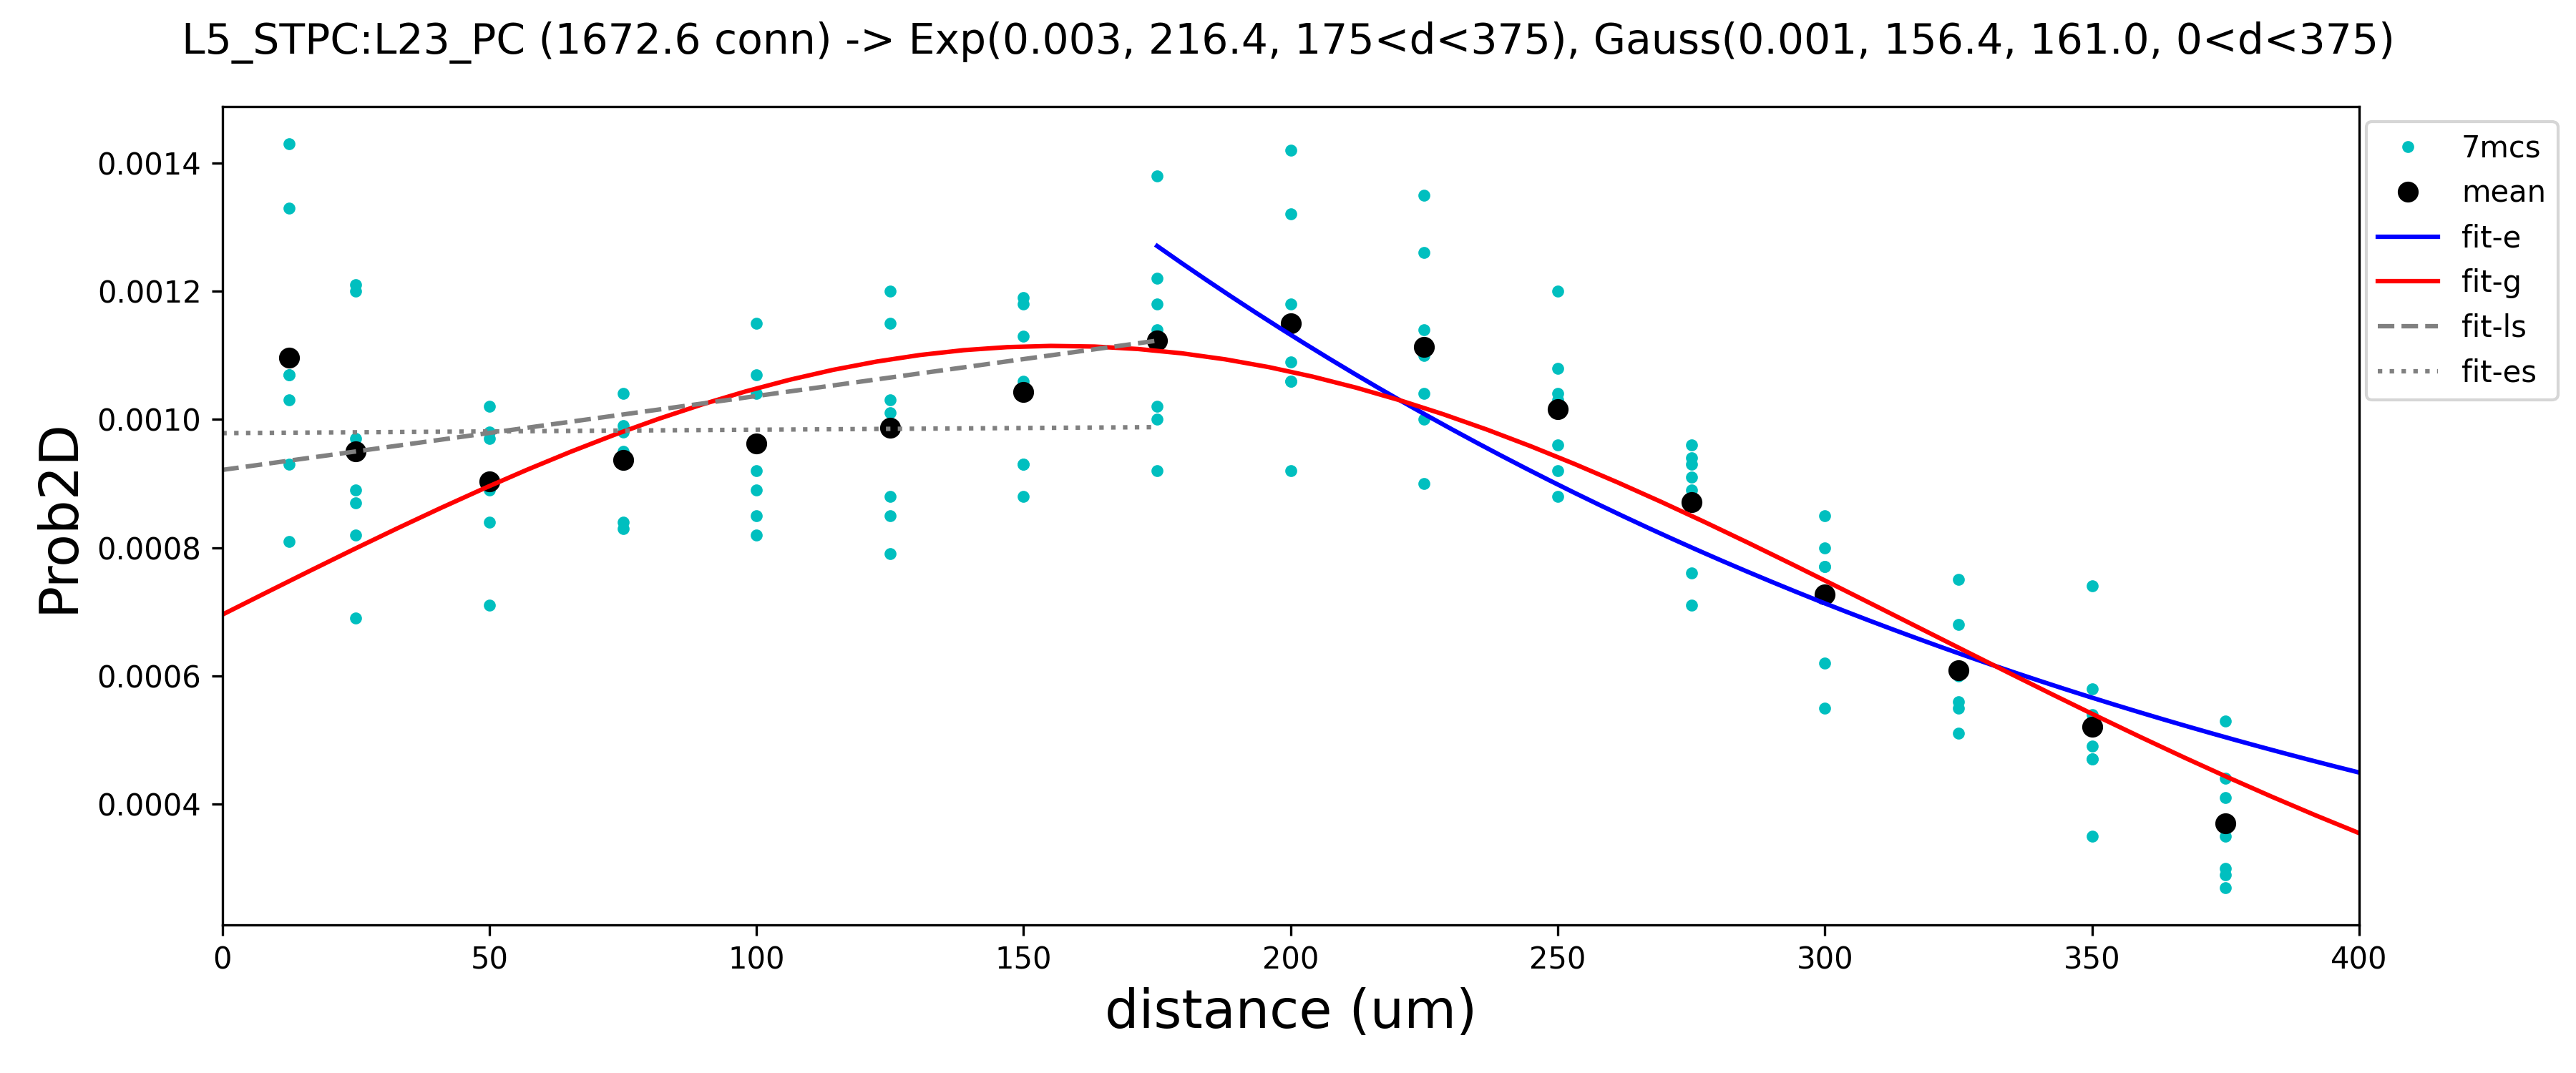 L5_STPC:L23_PC (1672.6 conn) -> Exp(0.003, 216.4, 175<d<375), Gauss(0.001, 156.4, 161.0, 0<d<375)
0.0014
0.0012
0.0010
0.0008
0.0006
0.0004
Prob2D
0 50 100 150 200 250 300 350 400
distance (um)
7mcs
mean
fit-e
fit-g
fit-ls
fit-es